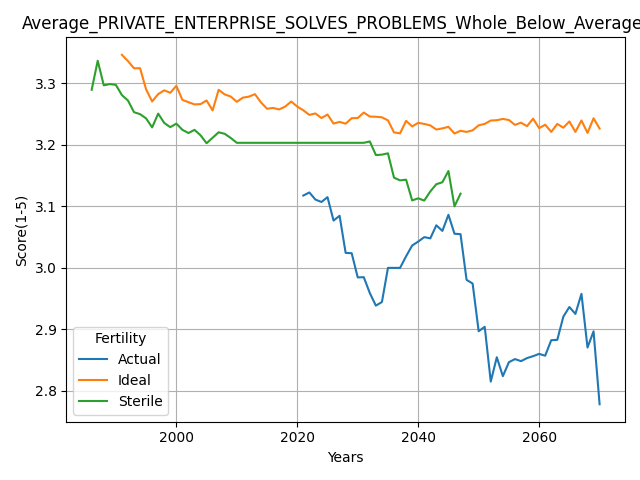 Average_PRIVATE_ENTERPRISE_SOLVES_PROBLEMS_Whole_Below_Average
Score(1-5)
3.3
3.2
3.1
3.0
2.9
2.8
Fertility
Actual
Ideal
Sterile
2000 2020 2040 2060
Years